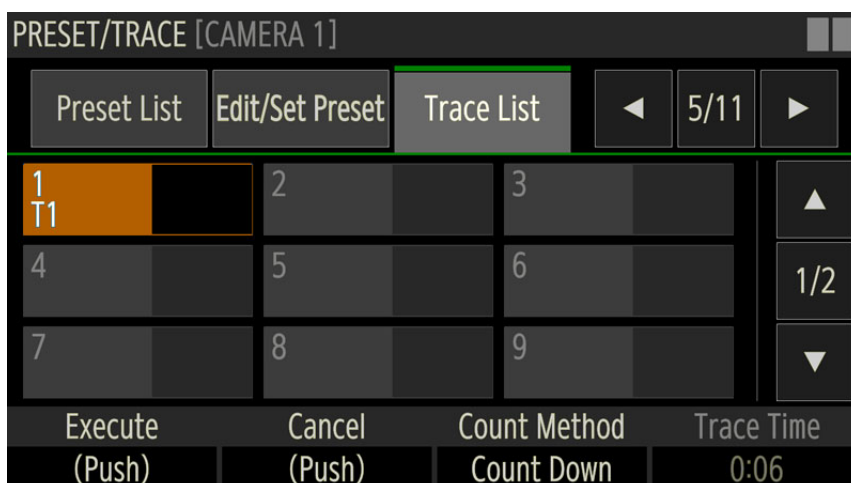 PRESET/TRACE [CAMERA 1]
Preset List Edit/Set Preset Trace List ◀ 5/11 ▶
1 2 3
T1
▲
4 5 6
1/2
7 8 9
▼
Execute Cancel Count Method Trace Time
(Push) (Push) Count Down 0:06